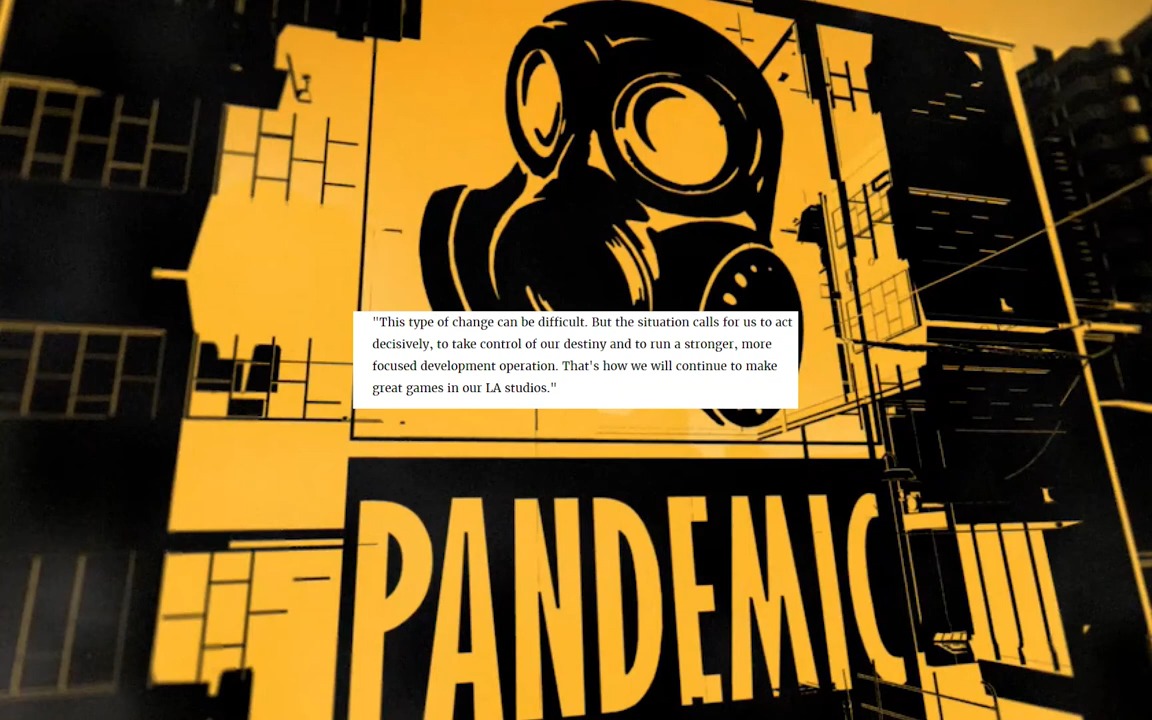 "This type of change can be difficult. But the situation calls for us to act
decisively, to take control of our destiny and to run a stronger, more
focused development operation. That's how we will continue to make
great games in our LA studios."
PANDEMIC